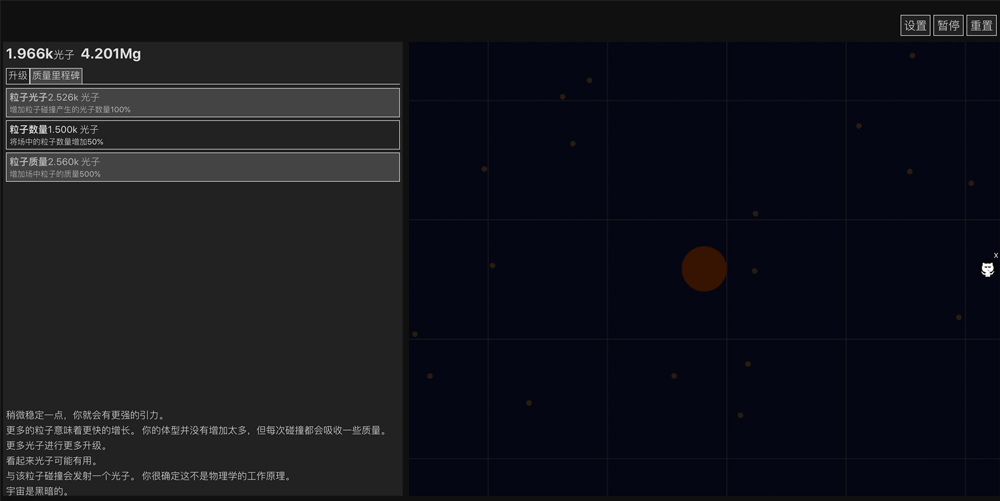 设置 暂停 重置
1.966k光子 4.201Mg
升级 质量里程碑
粒子光子2.526k 光子
增加粒子碰撞产生的光子数量100%
粒子数量1.500k 光子
将场中的粒子数量增加50%
粒子质量2.560k 光子
增加场中粒子的质量500%
x
稍微稳定一点，你就会有更强的引力。
更多的粒子意味着更快的增长。 你的体型并没有增加太多，但每次碰撞都会吸收一些质量。
更多光子进行更多升级。
看起来光子可能有用。
与该粒子碰撞会发射一个光子。 你很确定这不是物理学的工作原理。
宇宙是黑暗的。